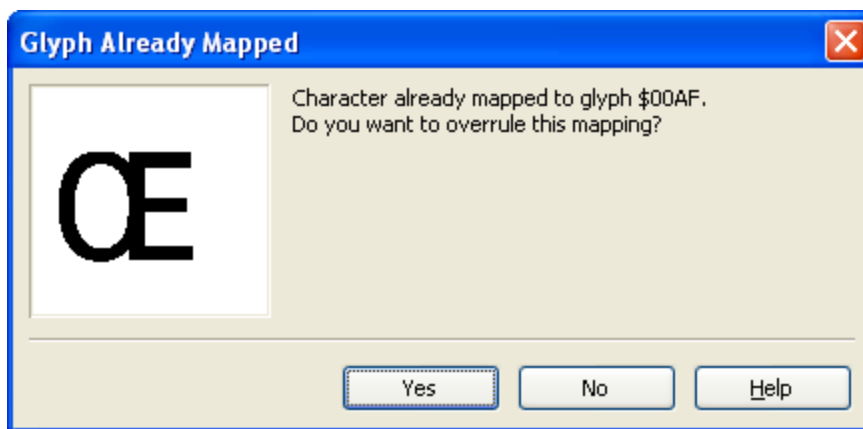 Glyph Already Mapped
Character already mapped to glyph $00AF.
Do you want to overrule this mapping?
Œ
Yes
No
Help